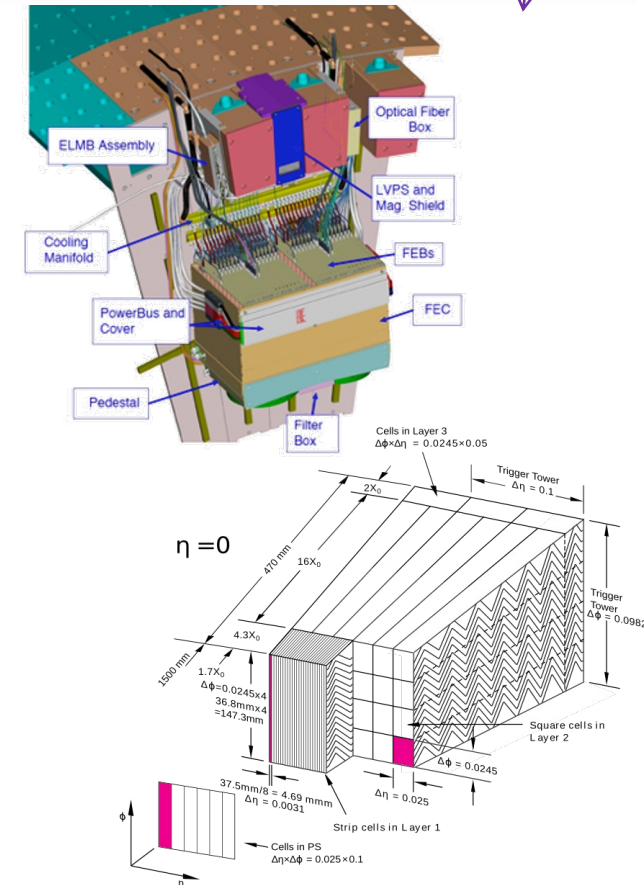 Optical Fiber
Box
ELMB Assembly
LVPS and
Mag. Shield
Cooling
Manifold
FEBs
PowerBus and
Cover
FEC
Pedestal
Filter
Box
Cells in Layer 3
Δϕ×Δη = 0.0245×0.05
Trigger Tower
Δη = 0.1
2X₀
η = 0
470 mm
16X₀
Trigger
Tower
Δϕ = 0.0982
4.3X₀
1500 mm
1.7X₀
Δϕ=0.0245x4
36.8mmx4
=147.3mm
Square cells in
Layer 2
Δϕ = 0.0245
37.5mm/8 = 4.69 mmm
Δη = 0.0031
Δη = 0.025
Strip cells in Layer 1
ϕ
Cells in PS
Δη×Δϕ = 0.025×0.1
η